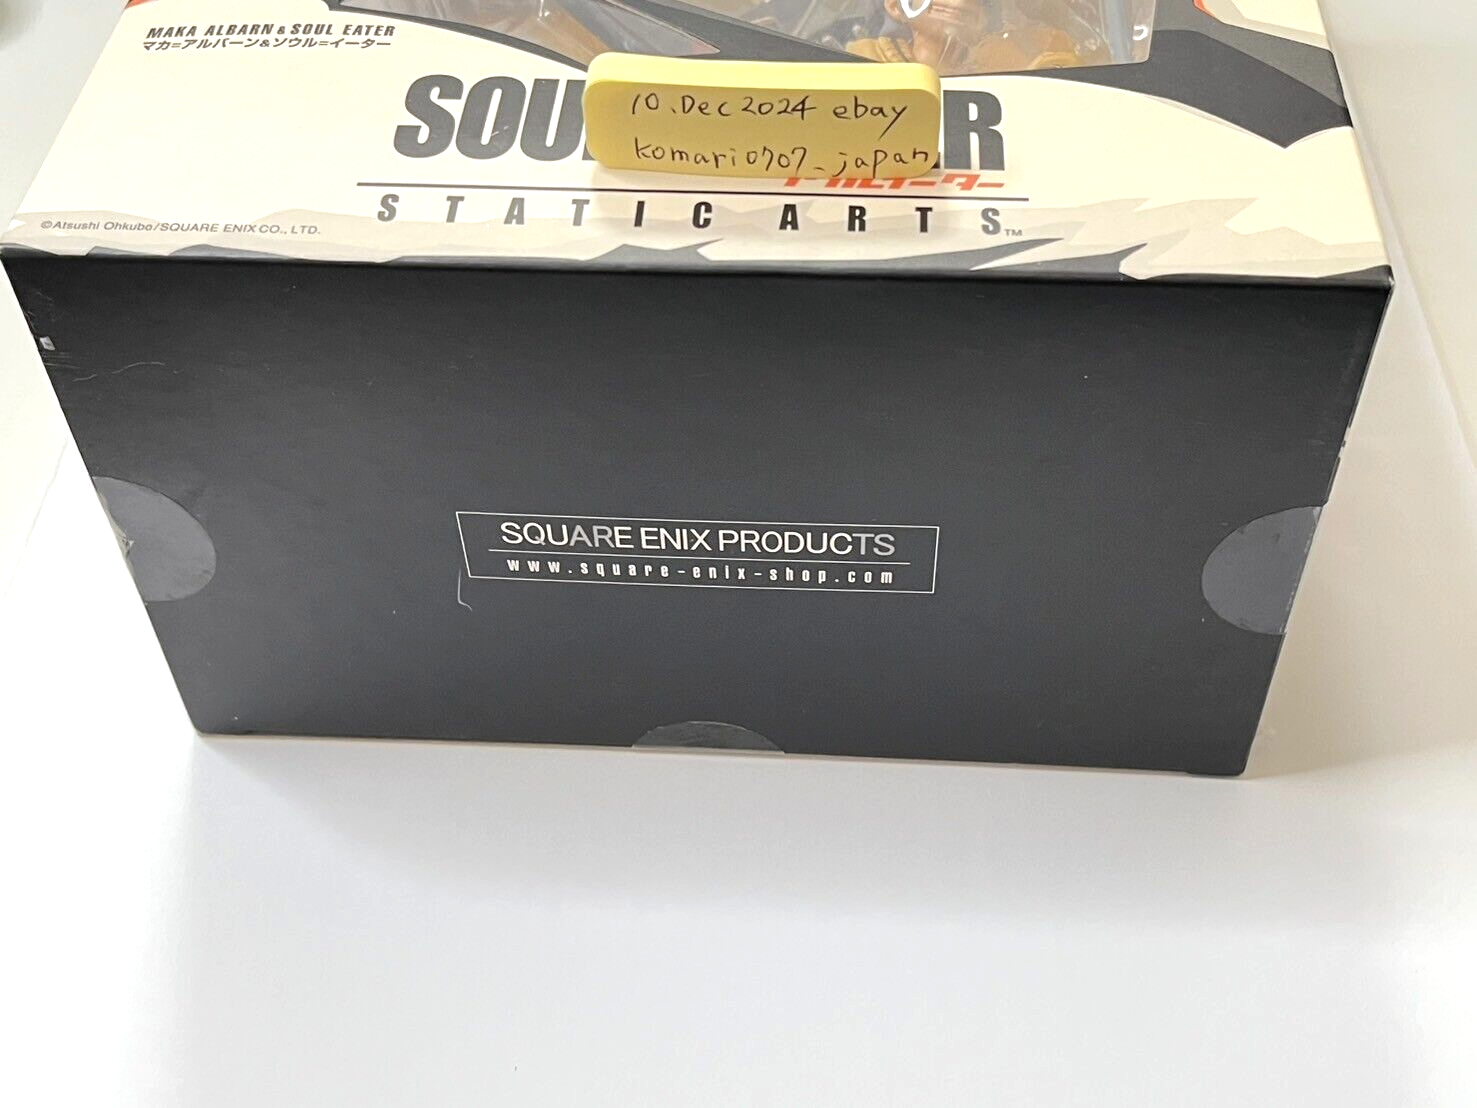 MAKA ALBARN & SOUL EATER
マカ=アルバーン&ソウル=イーター
10.Dec 2024 ebay
komari0707_japan
STATIC ARTS™
©Atsushi Ohkubo/SQUARE ENIX CO., LTD.
SQUARE ENIX PRODUCTS
www.square-enix-shop.com